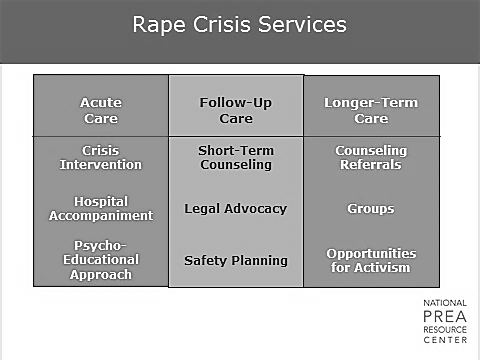 Rape Crisis Services
Acute
Care
Follow-Up
Care
Longer-Term
Care
Crisis
Intervention
Short-Term
Counseling
Counseling
Referrals
Hospital
Accompaniment
Legal Advocacy
Groups
Psycho-
Educational
Approach
Safety Planning
Opportunities
for Activism
NATIONAL
PREA
RESOURCE
CENTER